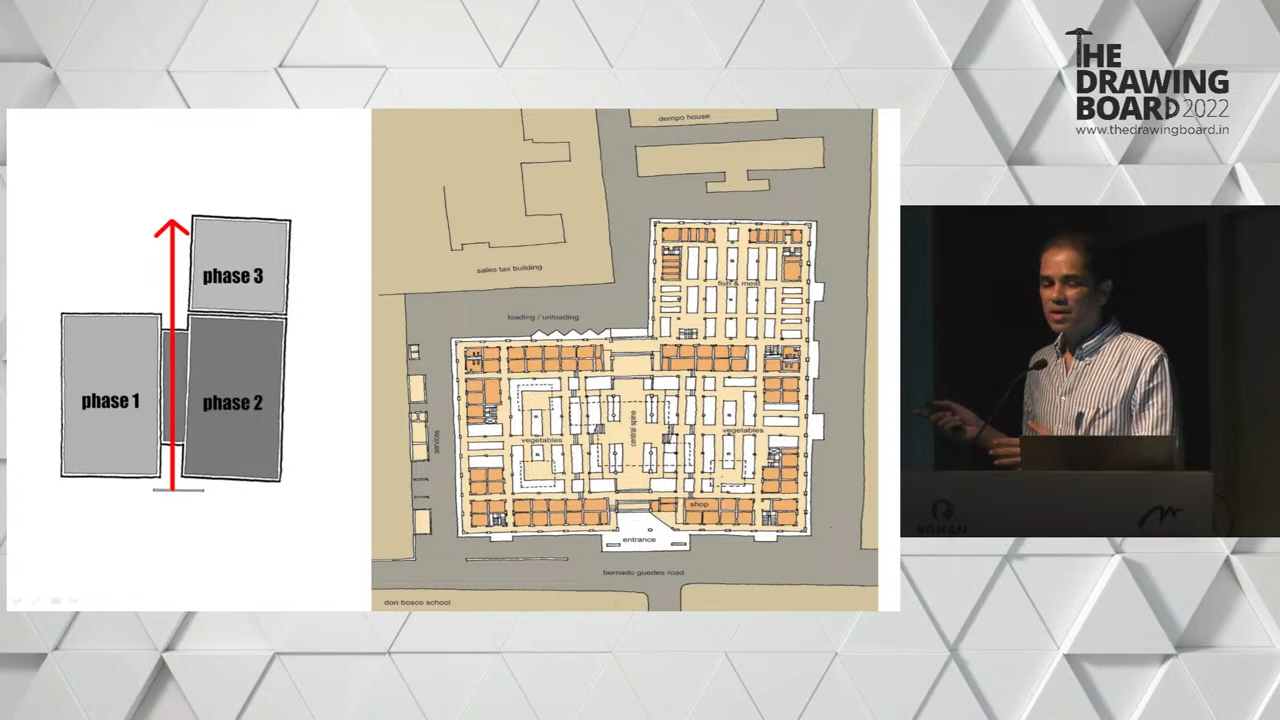 THE
DRAWING
BOARD 2022
www.thedrawingboard.in
phase 3
phase 1
phase 2
dempo house
sales tax building
loading / unloading
fish & meat
services
vegetables
central spine
vegetables
shop
entrance
bernado guedes road
don bosco school